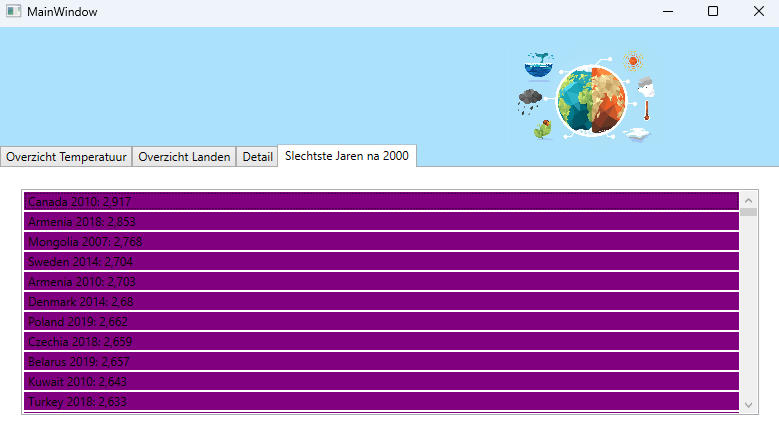 MainWindow
Overzicht Temperatuur
Overzicht Landen
Detail
Slechtste Jaren na 2000
Canada 2010: 2,917
Armenia 2018: 2,853
Mongolia 2007: 2,768
Sweden 2014: 2,704
Armenia 2010: 2,703
Denmark 2014: 2,68
Poland 2019: 2,662
Czechia 2018: 2,659
Belarus 2019: 2,657
Kuwait 2010: 2,643
Turkey 2018: 2,633